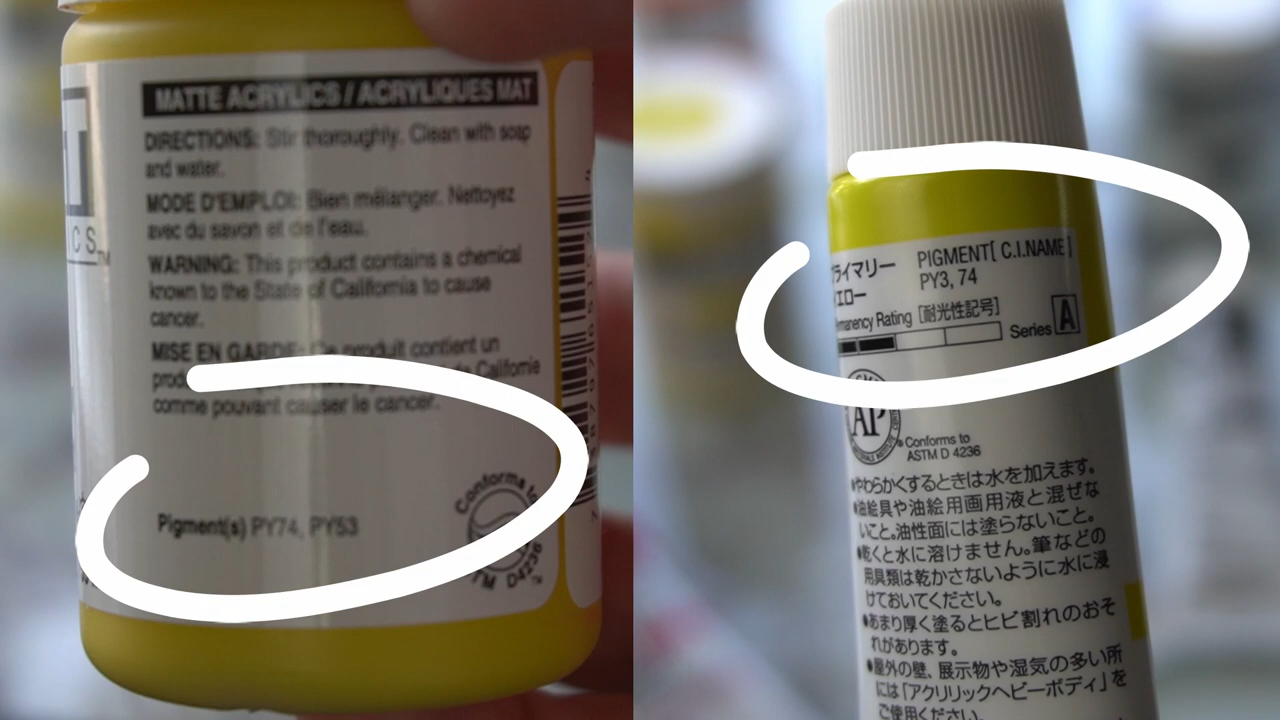 MATTE ACRYLICS / ACRYLIQUES MAT
DIRECTIONS: Stir thoroughly. Clean with soap
and water.
MODE D'EMPLOI: Bien mélanger. Nettoyez
avec du savon et de l'eau.
WARNING: This product contains a chemical
known to the State of California to cause
cancer.
MISE EN GARDE: Ce produit contient un
de Californie
comme pouvant causer le cancer.
Pigment(s) PY74, PY53
Conforms to
ASTM D4236
ICS™
ライマリー
エロー
PIGMENT[ C.I.NAME ]
PY3, 74
Permanency Rating [耐光性記号]
Series A
AP
Conforms to
ASTM D 4236
●やわらかくするときは水を加えます。
●油絵具や油絵用画用液と混ぜな
いこと。油性面には塗らないこと。
●乾くと水に溶けません。筆などの
用具類は乾かさないように水に浸
けておいてください。
●あまり厚く塗るとヒビ割れのおそ
れがあります。
●屋外の壁、展示物や湿気の多い所
には「アクリリックヘビーボディ」を
ご使用ください。